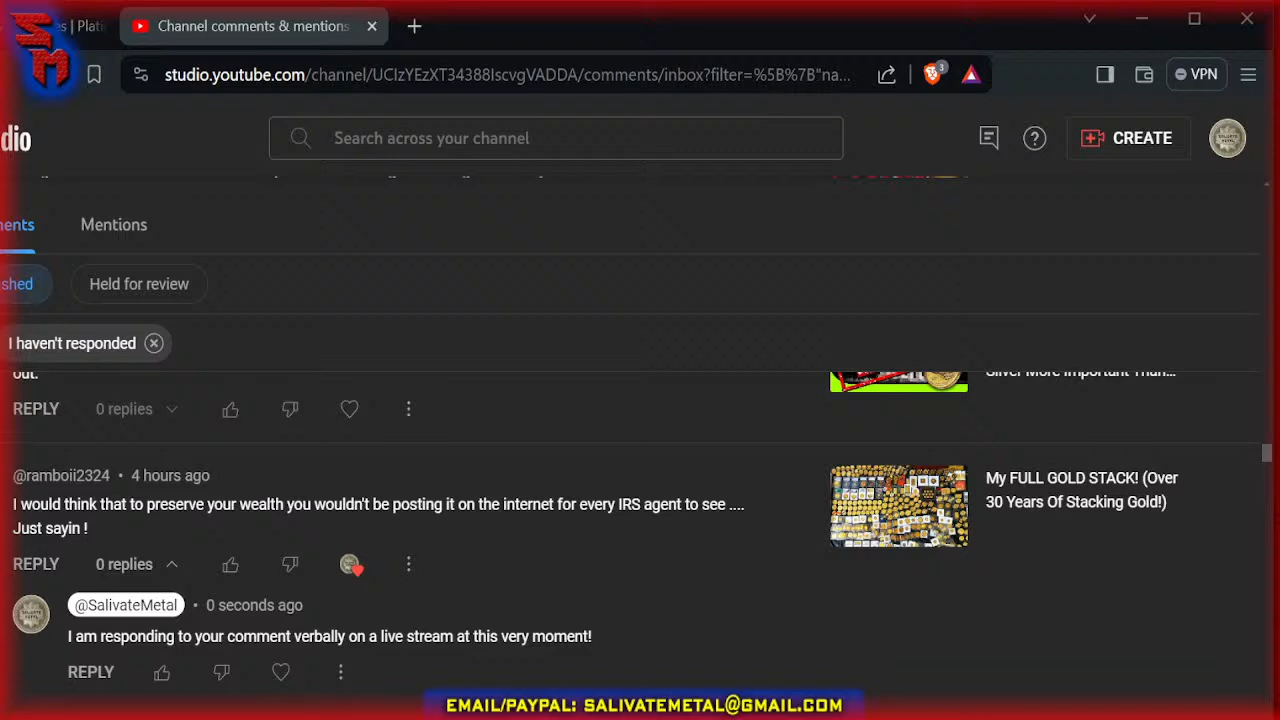 SM
es | Plati
Channel comments & mentions
studio.youtube.com/channel/UCIzYEzXT34388IscvgVADDA/comments/inbox?filter=%5B%7B"na...
3
VPN
dio
Search across your channel
CREATE
ments
Mentions
shed
Held for review
I haven't responded
out.
Silver More Important Than...
REPLY
0 replies
@ramboii2324 • 4 hours ago
I would think that to preserve your wealth you wouldn't be posting it on the internet for every IRS agent to see ....
Just sayin !
My FULL GOLD STACK! (Over
30 Years Of Stacking Gold!)
REPLY
0 replies
@SalivateMetal • 0 seconds ago
I am responding to your comment verbally on a live stream at this very moment!
REPLY
EMAIL/PAYPAL: SALIVATEMETAL@GMAIL.COM